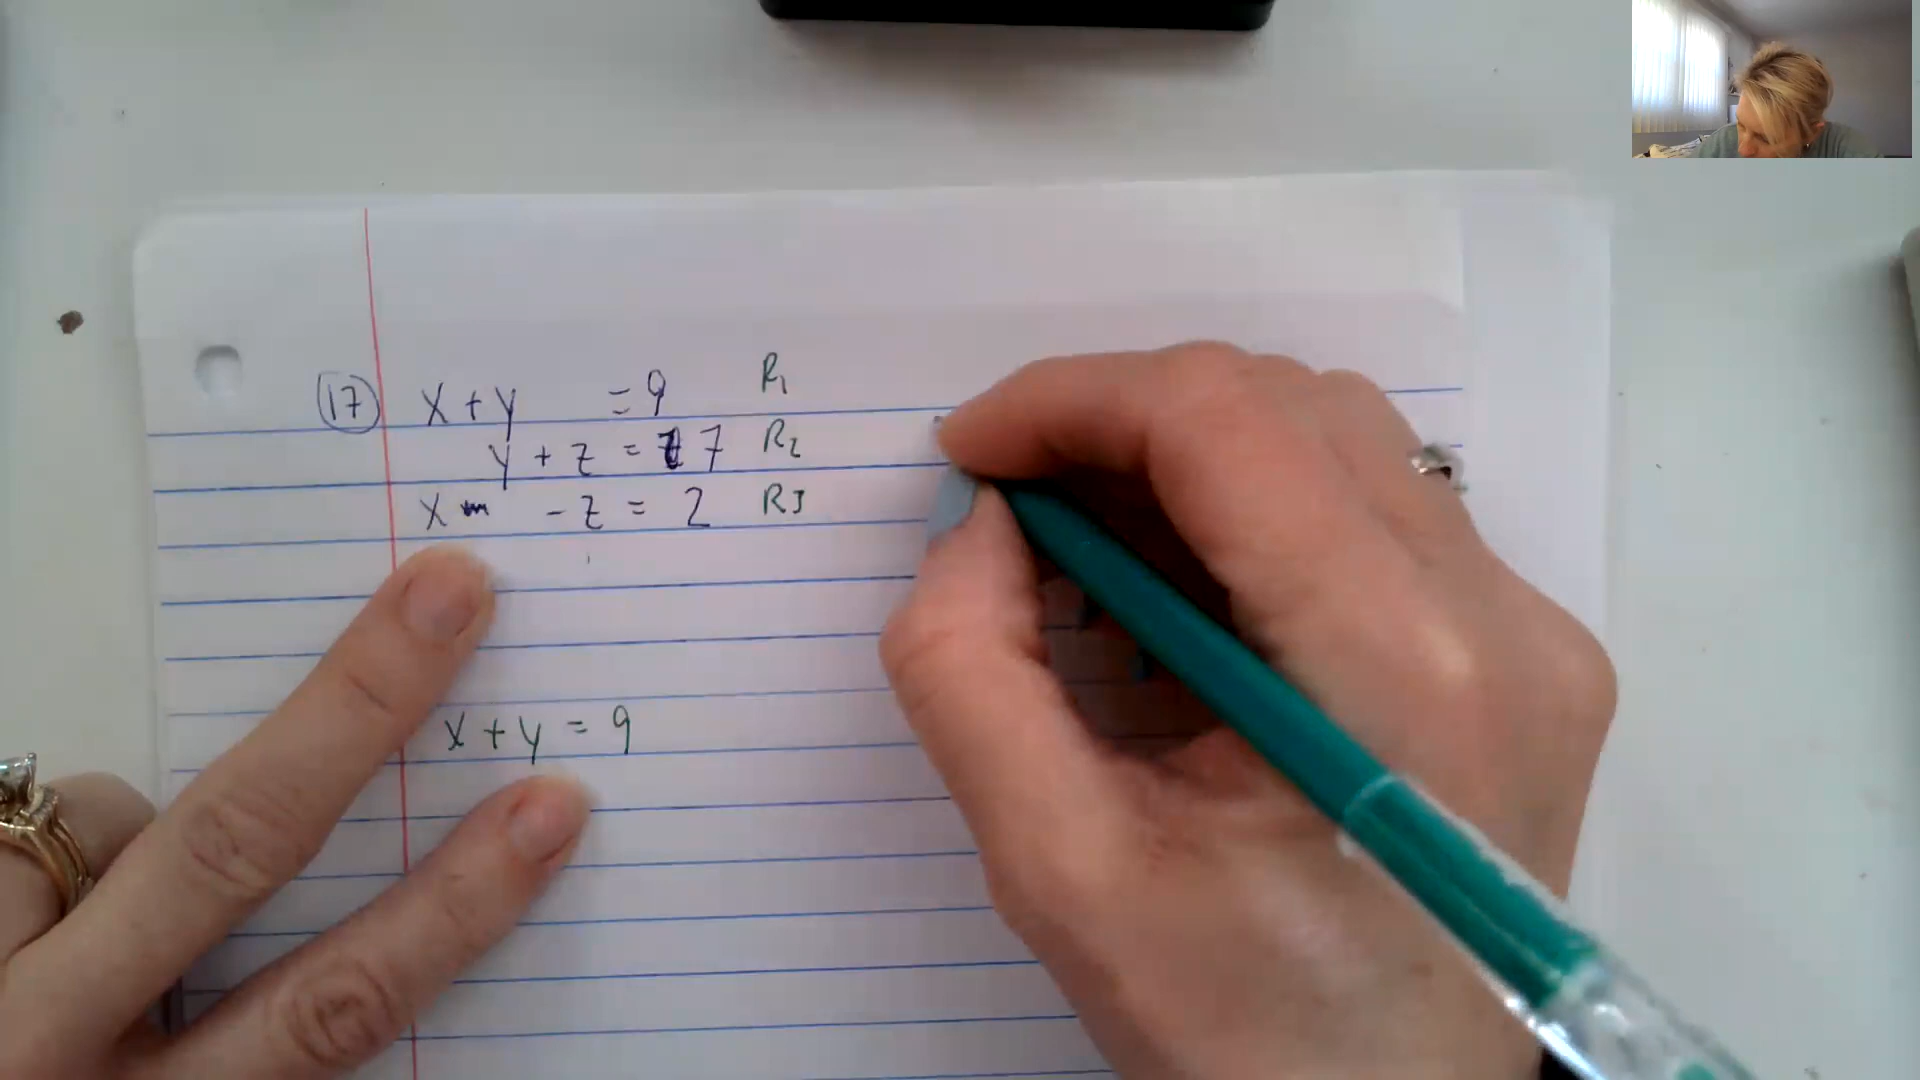 17 x + y = 9 R1
y + z = 7 R2
x - z = 2 R3
x + y = 9